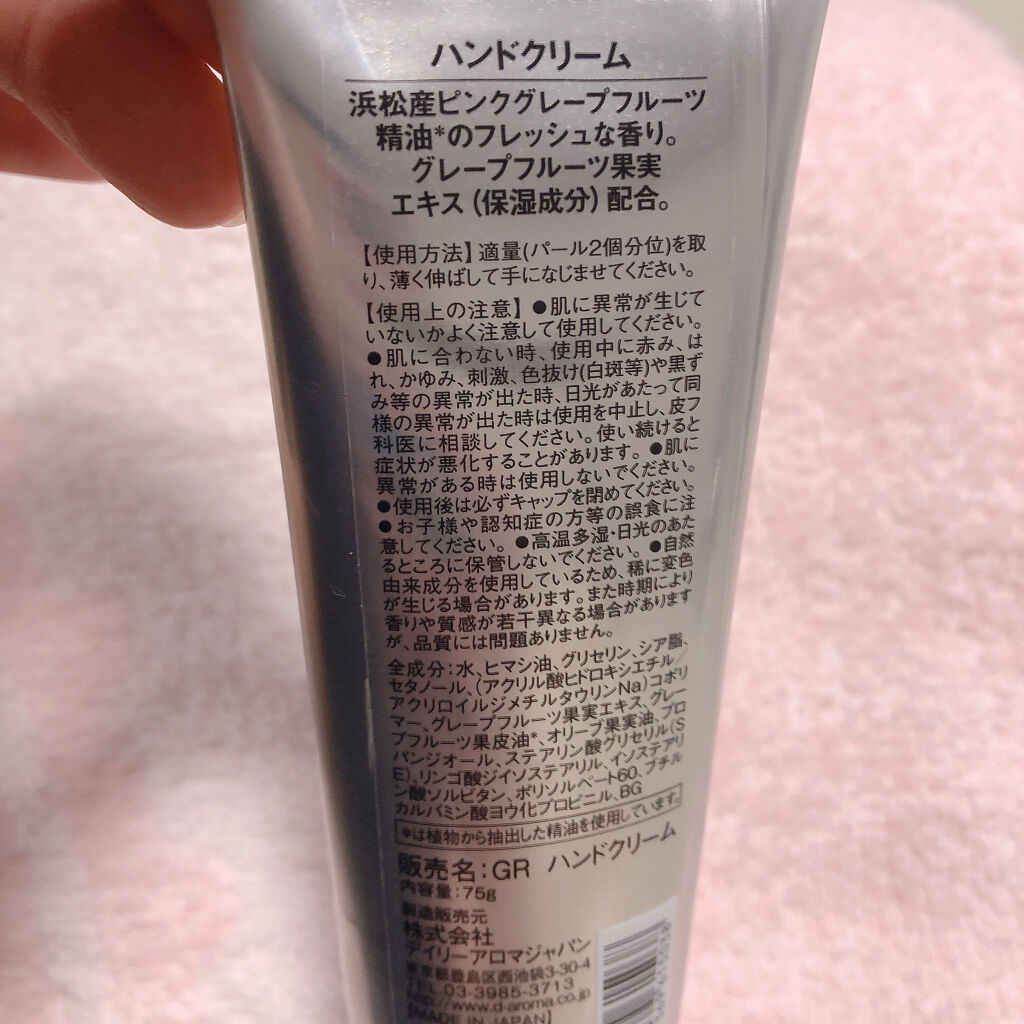 ハンドクリーム
浜松産ピンクグレープフルーツ
精油*のフレッシュな香り。
グレープフルーツ果実
エキス(保湿成分)配合。
【使用方法】適量(パール2個分位)を取
り、薄く伸ばして手になじませてください。
【使用上の注意】●肌に異常が生じて
いないかよく注意して使用してください。
●肌に合わない時、使用中に赤み、は
れ、かゆみ、刺激、色抜け(白斑等)や黒ず
み等の異常が出た時、日光があたって同
様の異常が出た時は使用を中止し、皮フ
科医に相談してください。使い続けると
症状が悪化することがあります。●肌に
異常がある時は使用しないでください。
●使用後は必ずキャップを閉めてください。
●お子様や認知症の方等の誤食に注
意してください。●高温多湿・日光のあた
るところに保管しないでください。●自然
由来成分を使用しているため、稀に変色
が生じる場合があります。また時期により
香りや質感が若干異なる場合があります
が、品質には問題ありません。
全成分:水、ヒマシ油、グリセリン、シア脂、
セタノール、(アクリル酸ヒドロキシエチル/
アクリロイルジメチルタウリンNa)コポリ
マー、グレープフルーツ果実エキス、グレー
プフルーツ果皮油*、オリーブ果実油、プロ
パンジオール、ステアリン酸グリセリル(S
E)、リンゴ酸ジイソステアリル、イソステアリ
ン酸ソルビタン、ポリソルベート60、ブチル
カルバミン酸ヨウ化プロピニル、BG
*は植物から抽出した精油を使用しています。
販売名:GR ハンドクリーム
内容量:75g
製造販売元
株式会社
デイリーアロマジャパン
東京都豊島区西池袋3-30-4
TEL.03-3985-3713
http://www.d-aroma.co.jp
【MADE IN JAPAN】